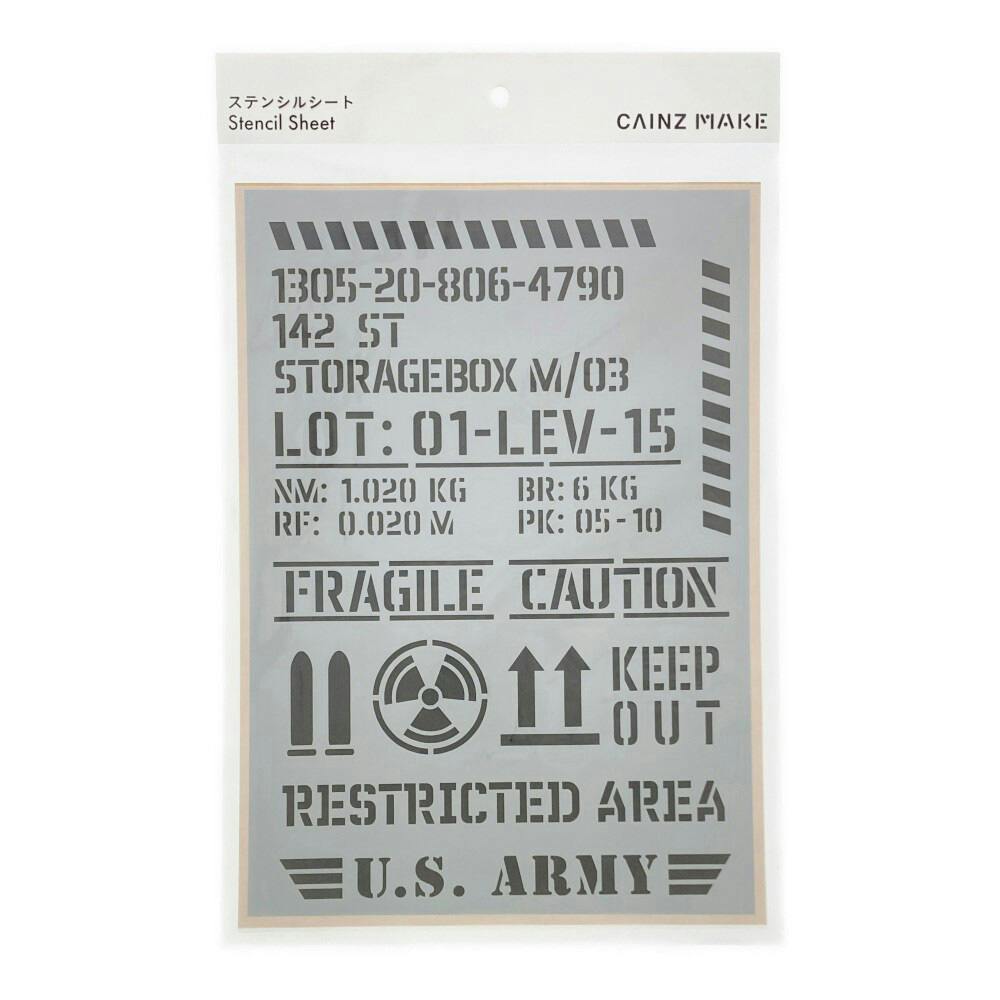 ステンシルシート
Stencil Sheet
CAINZ MAKE
1305-20-806-4790
142 ST
STORAGEBOX M/03
LOT: 01-LEV-15
NM: 1.020 KG BR: 6 KG
RF: 0.020 M PK: 05-10
FRAGILE CAUTION
KEEP
OUT
RESTRICTED AREA
U.S. ARMY